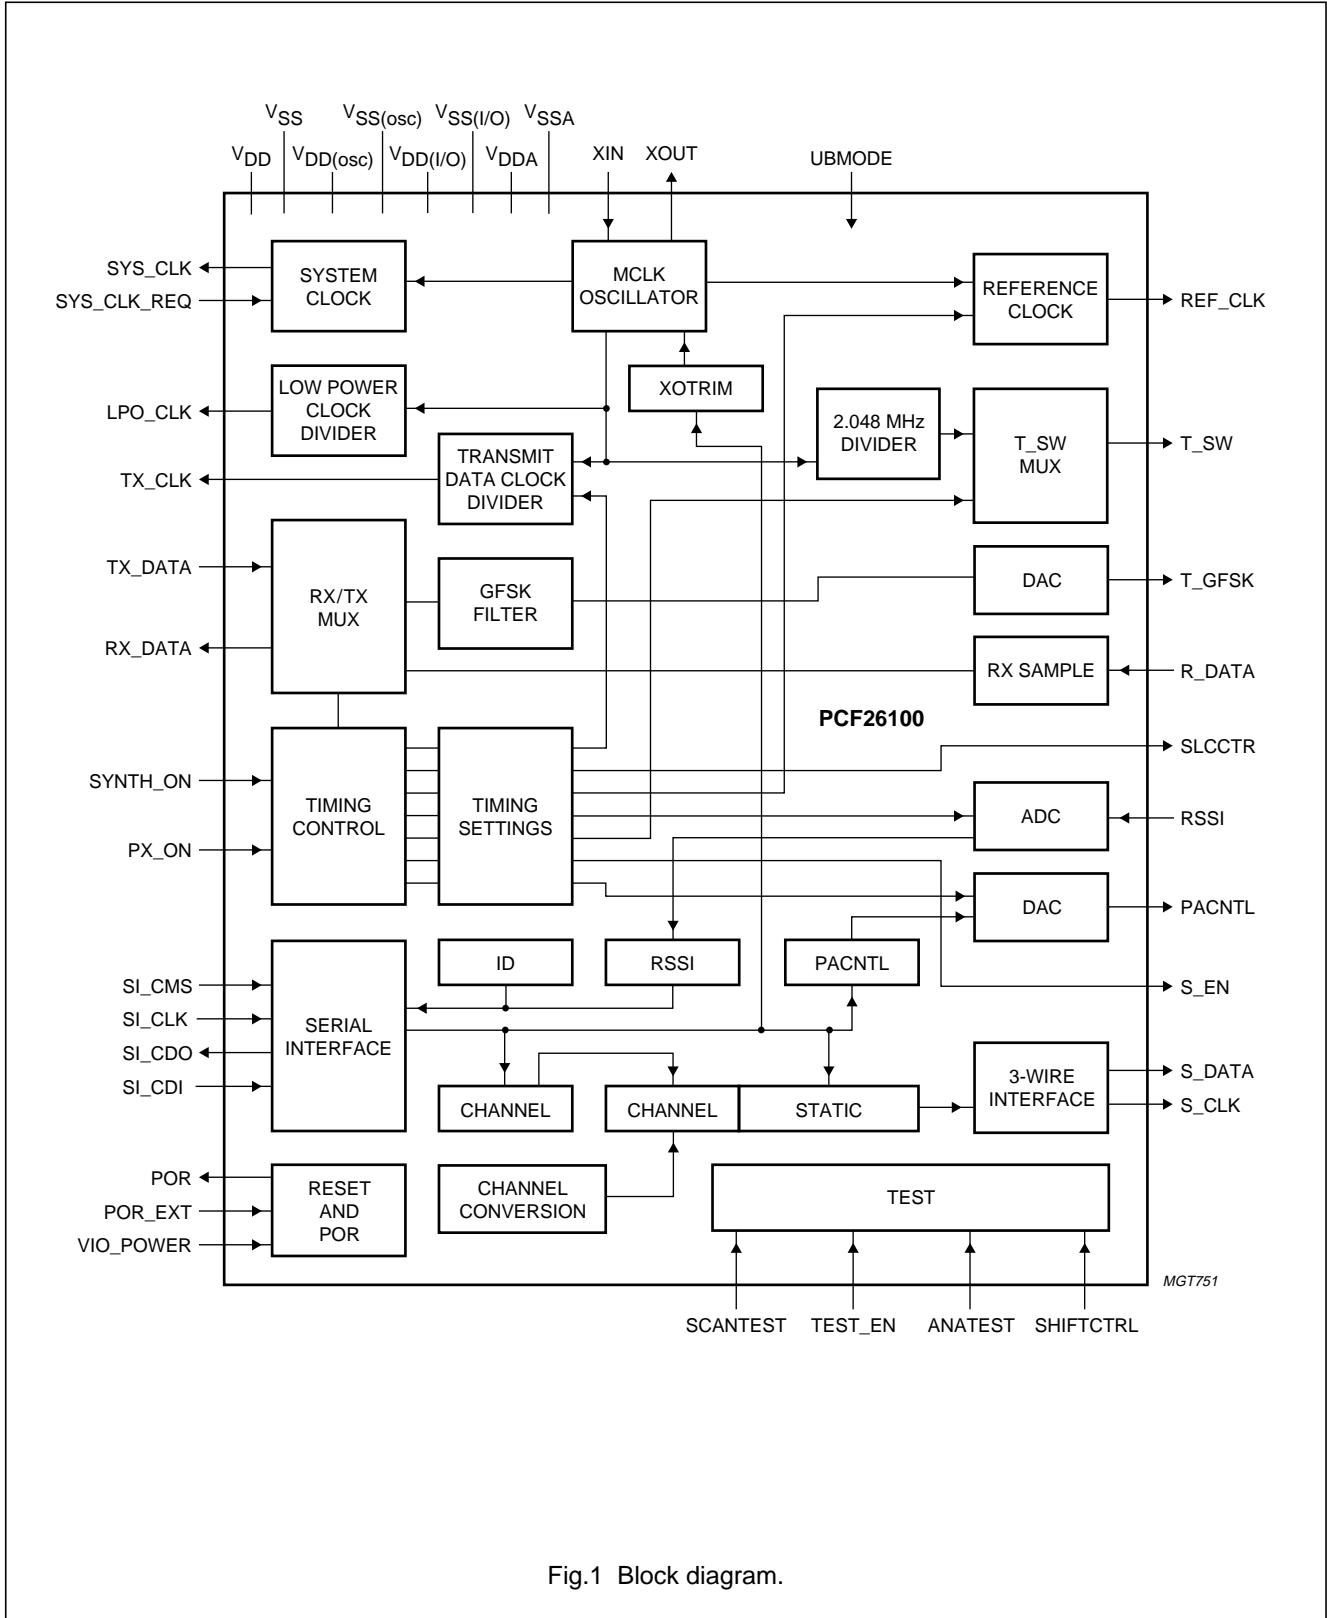 VSS
VSS(osc)
VSS(I/O)
VSSA
VDD
VDD(osc)
VDD(I/O)
VDDA
XIN
XOUT
UBMODE
SYS_CLK
SYS_CLK_REQ
SYSTEM
CLOCK
MCLK
OSCILLATOR
REFERENCE
CLOCK
REF_CLK
LPO_CLK
LOW POWER
CLOCK
DIVIDER
XOTRIM
2.048 MHz
DIVIDER
T_SW
MUX
T_SW
TX_CLK
TRANSMIT
DATA CLOCK
DIVIDER
TX_DATA
RX_DATA
RX/TX
MUX
GFSK
FILTER
DAC
T_GFSK
RX SAMPLE
R_DATA
PCF26100
SLCCTR
SYNTH_ON
PX_ON
TIMING
CONTROL
TIMING
SETTINGS
ADC
RSSI
DAC
PACNTL
ID
RSSI
PACNTL
S_EN
SI_CMS
SI_CLK
SI_CDO
SI_CDI
SERIAL
INTERFACE
CHANNEL
CHANNEL
STATIC
3-WIRE
INTERFACE
S_DATA
S_CLK
POR
POR_EXT
VIO_POWER
RESET
AND
POR
CHANNEL
CONVERSION
TEST
MGT751
SCANTEST
TEST_EN
ANATEST
SHIFTCTRL
Fig.1 Block diagram.